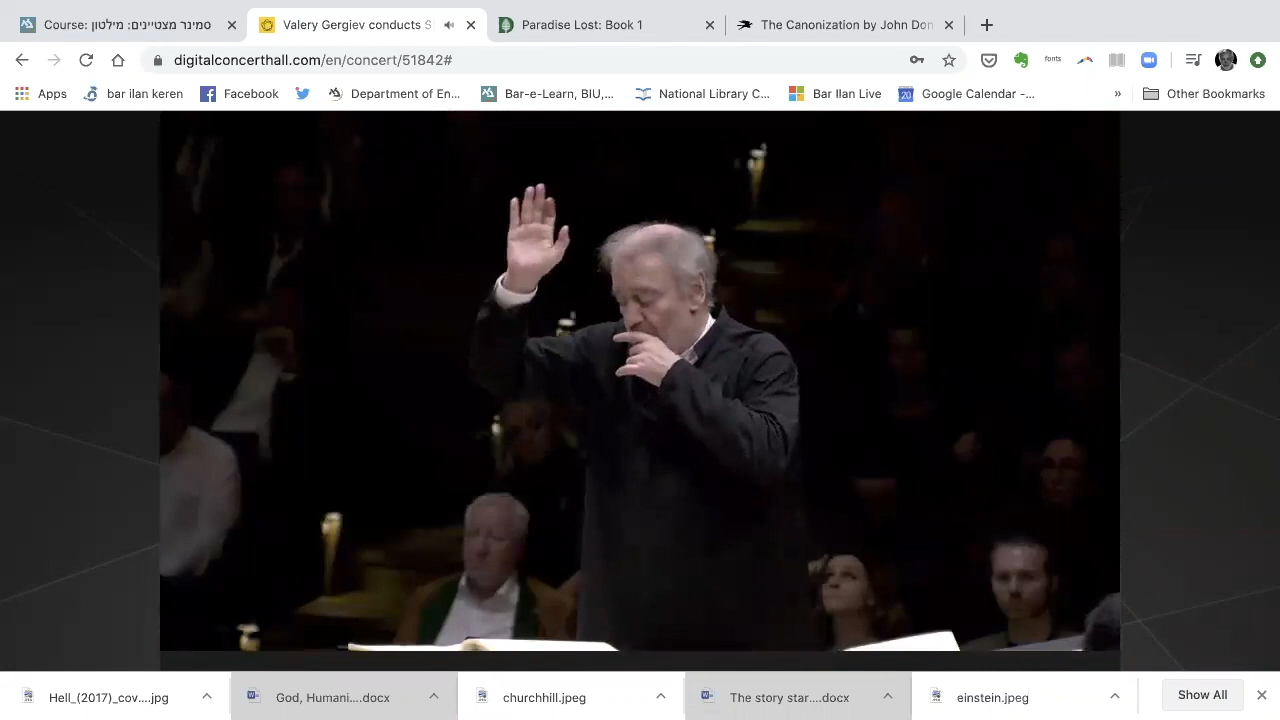 Course: סמינר מצטיינים: מילטון
Valery Gergiev conducts S
Paradise Lost: Book 1
The Canonization by John Don
digitalconcerthall.com/en/concert/51842#
fonts
Apps
bar ilan keren
Facebook
Department of En...
Bar-e-Learn, BIU,...
National Library C...
Bar Ilan Live
20
Google Calendar -...
»
Other Bookmarks
Hell_(2017)_cov....jpg
God, Humani....docx
churchhill.jpeg
The story star....docx
einstein.jpeg
Show All